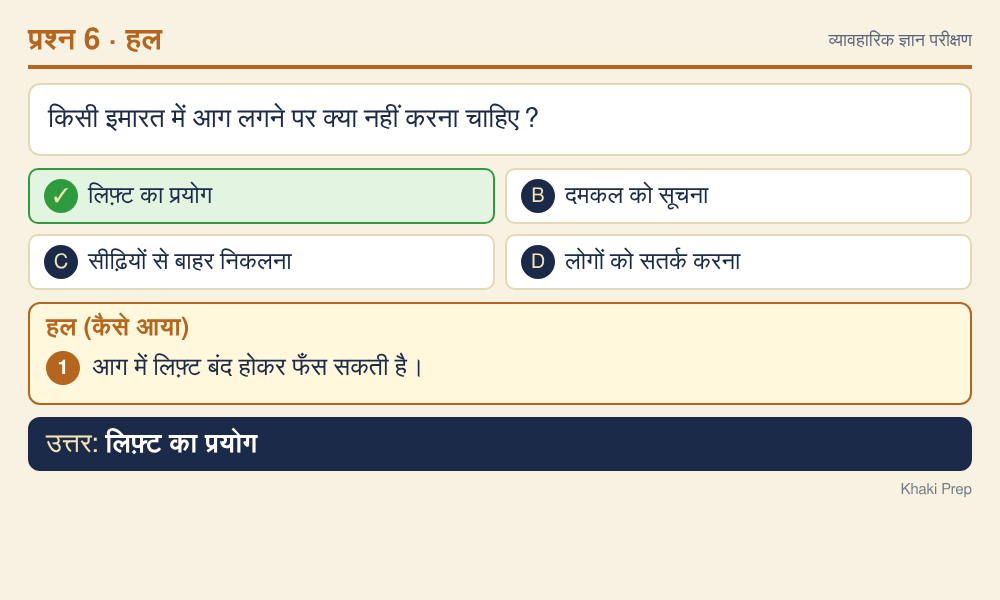 प्रश्न 6 · हल
व्यावहारिक ज्ञान परीक्षण
किसी इमारत में आग लगने पर क्या नहीं करना चाहिए ?
✓ लिफ़्ट का प्रयोग
B दमकल को सूचना
C सीढ़ियों से बाहर निकलना
D लोगों को सतर्क करना
हल (कैसे आया)
1 आग में लिफ़्ट बंद होकर फँस सकती है।
उत्तर: लिफ़्ट का प्रयोग
Khaki Prep